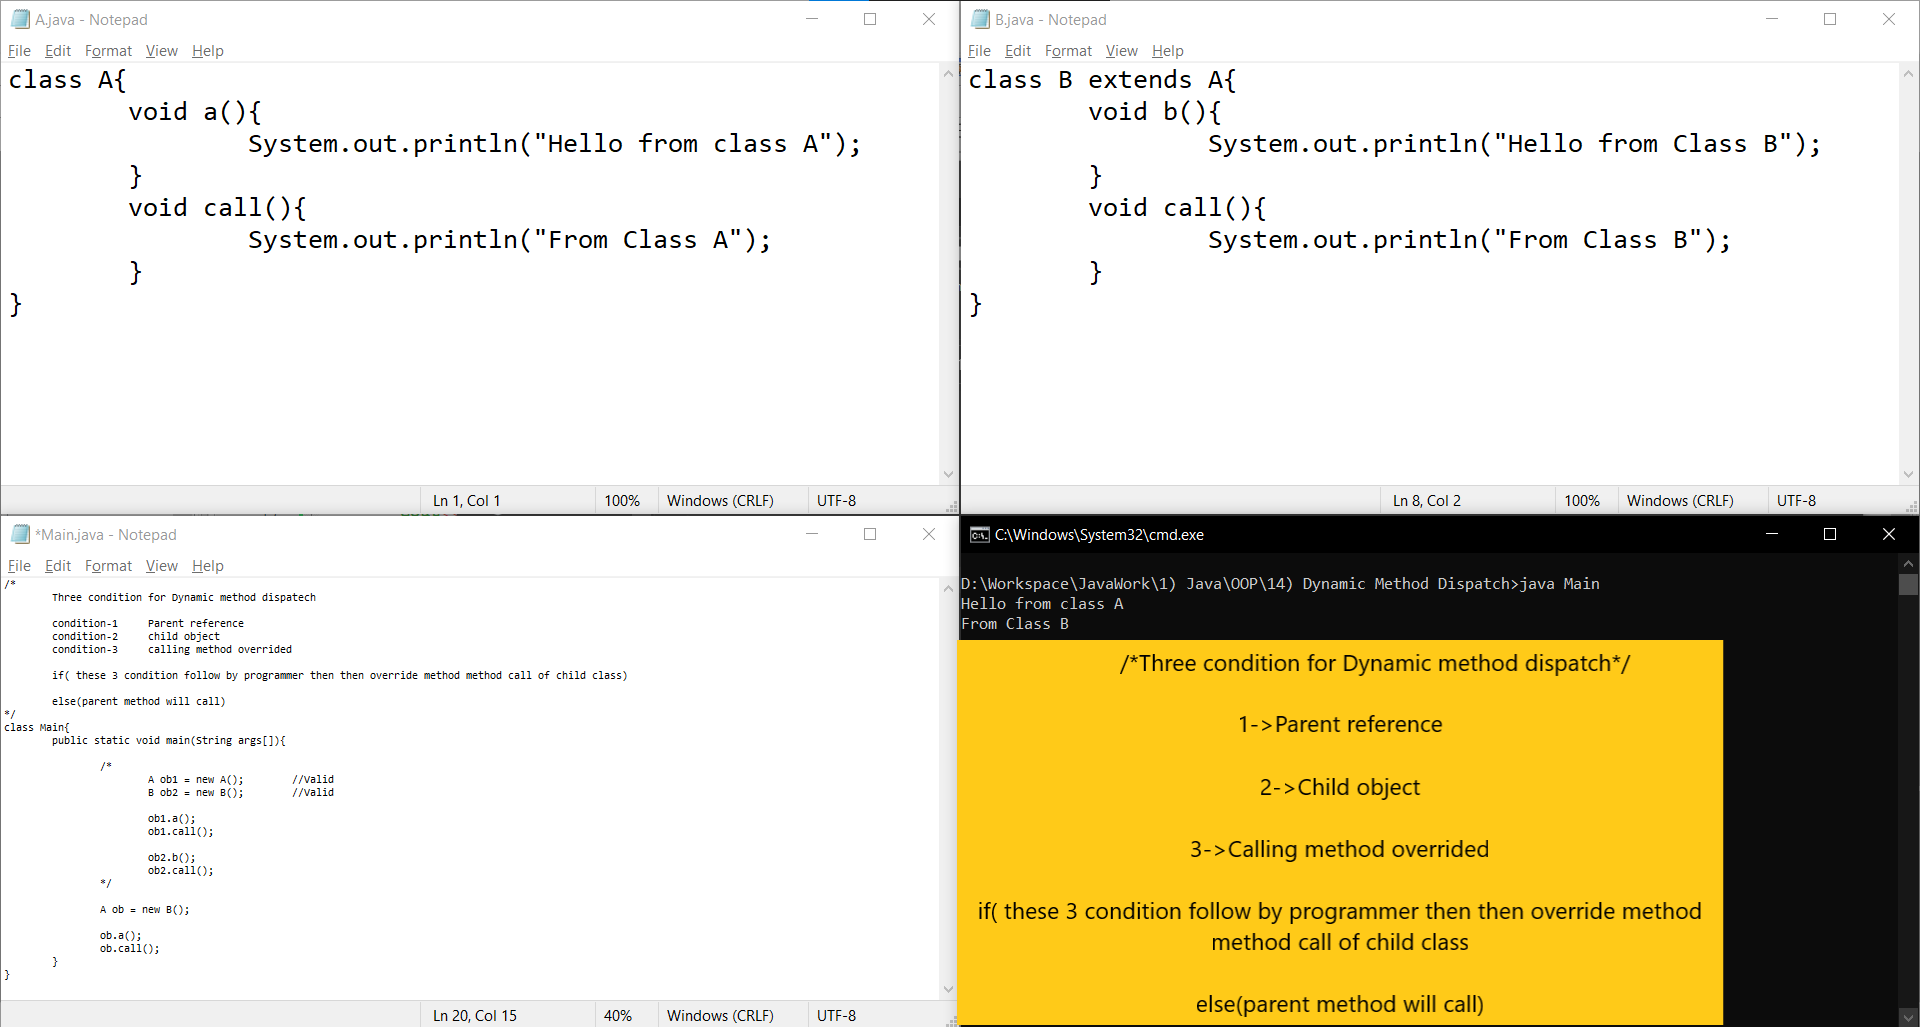 A.java - Notepad
File Edit Format View Help
class A{
        void a(){
                System.out.println("Hello from class A");
        }
        void call(){
                System.out.println("From Class A");
        }
}
Ln 1, Col 1 100% Windows (CRLF) UTF-8
B.java - Notepad
File Edit Format View Help
class B extends A{
        void b(){
                System.out.println("Hello from Class B");
        }
        void call(){
                System.out.println("From Class B");
        }
}
Ln 8, Col 2 100% Windows (CRLF) UTF-8
*Main.java - Notepad
File Edit Format View Help
/*
        Three condition for Dynamic method dispatech
        condition-1     Parent reference
        condition-2     child object
        condition-3     calling method overrided
        if( these 3 condition follow by programmer then then override method method call of child class)
        else(parent method will call)
*/
class Main{
        public static void main(String args[]){
                /*
                        A ob1 = new A();        //Valid
                        B ob2 = new B();        //Valid
                        ob1.a();
                        ob1.call();
                        ob2.b();
                        ob2.call();
                */
                A ob = new B();
                ob.a();
                ob.call();
        }
}
Ln 20, Col 15 40% Windows (CRLF) UTF-8
C:\Windows\System32\cmd.exe
D:\Workspace\JavaWork\1) Java\OOP\14) Dynamic Method Dispatch>java Main
Hello from class A
From Class B
/*Three condition for Dynamic method dispatch*/
1->Parent reference
2->Child object
3->Calling method overrided
if( these 3 condition follow by programmer then then override method
method call of child class
else(parent method will call)